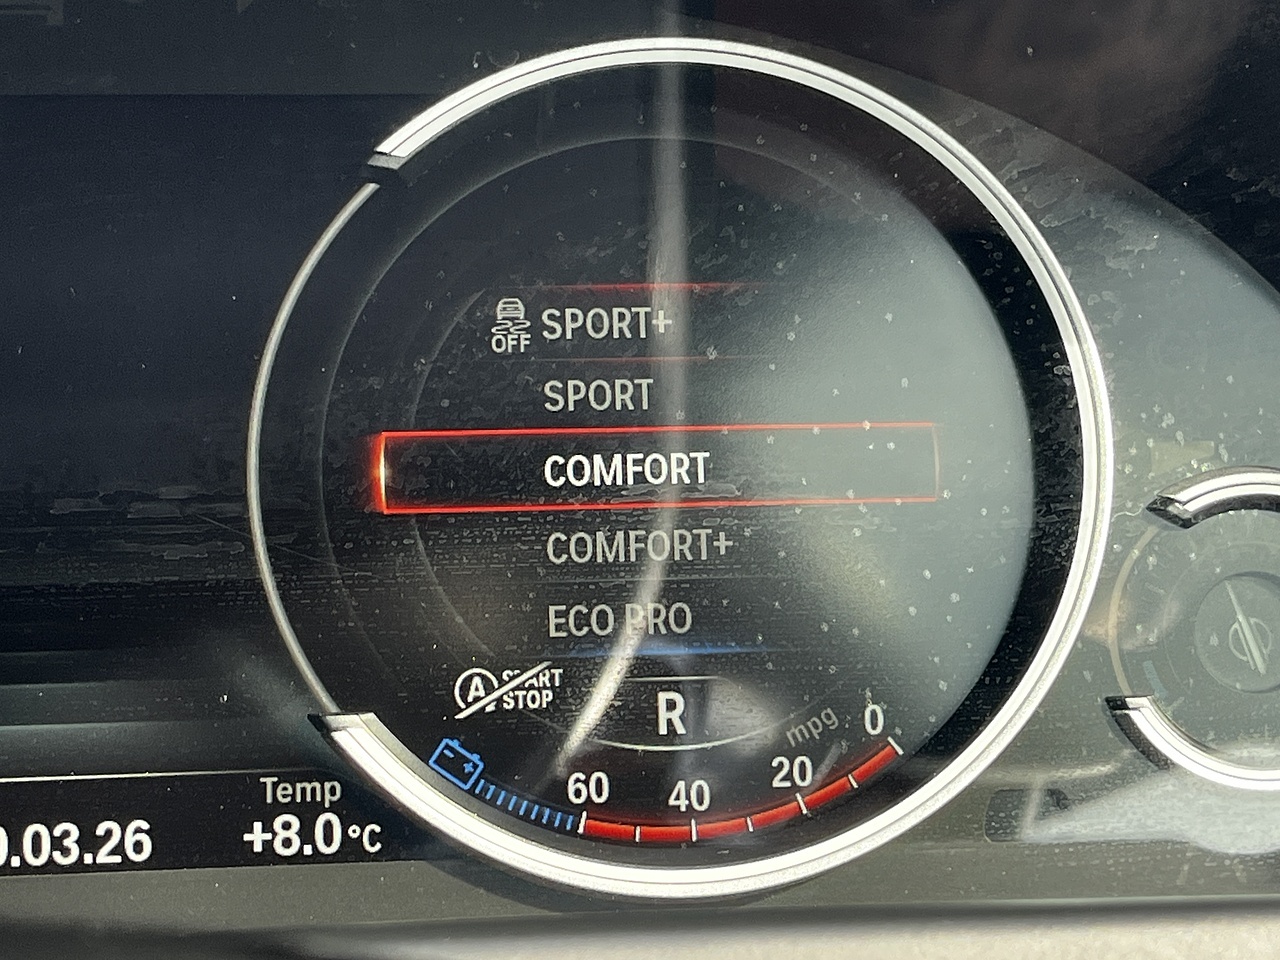 SPORT+
OFF
SPORT
COMFORT
COMFORT+
ECO PRO
A START
STOP
R
mpg
0
20
40
60
- +
Temp
.03.26
+8.0°C